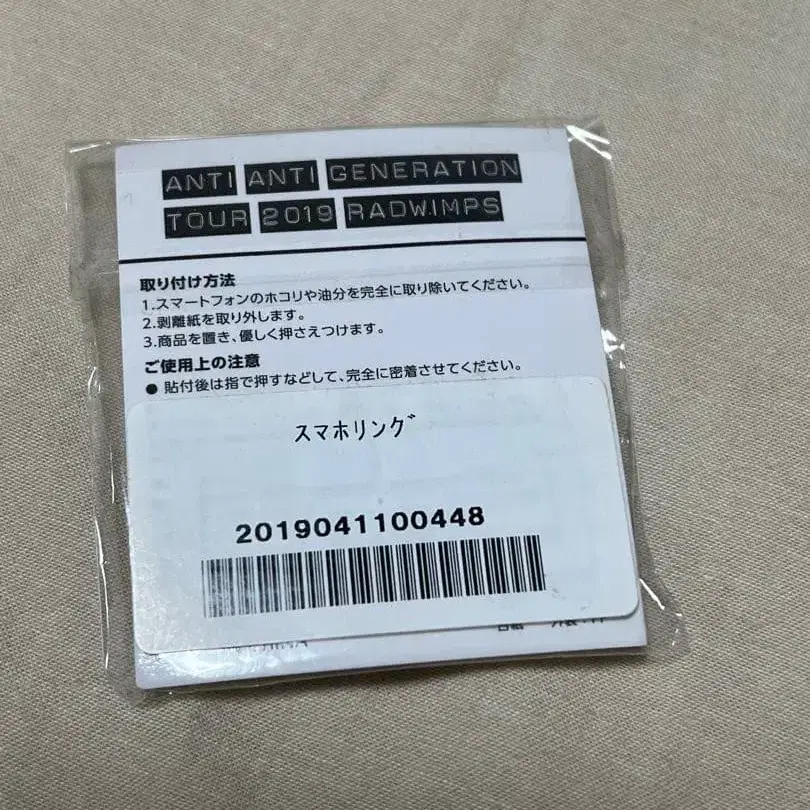 ANTI ANTI GENERATION
TOUR 2019 RADWIMPS
取り付け方法
1.スマートフォンのホコリや油分を完全に取り除いてください。
2.剥離紙を取り外します。
3.商品を置き、優しく押さえつけます。
ご使用上の注意
● 貼付後は指で押すなどして、完全に密着させてください。
スマホリング
2019041100448